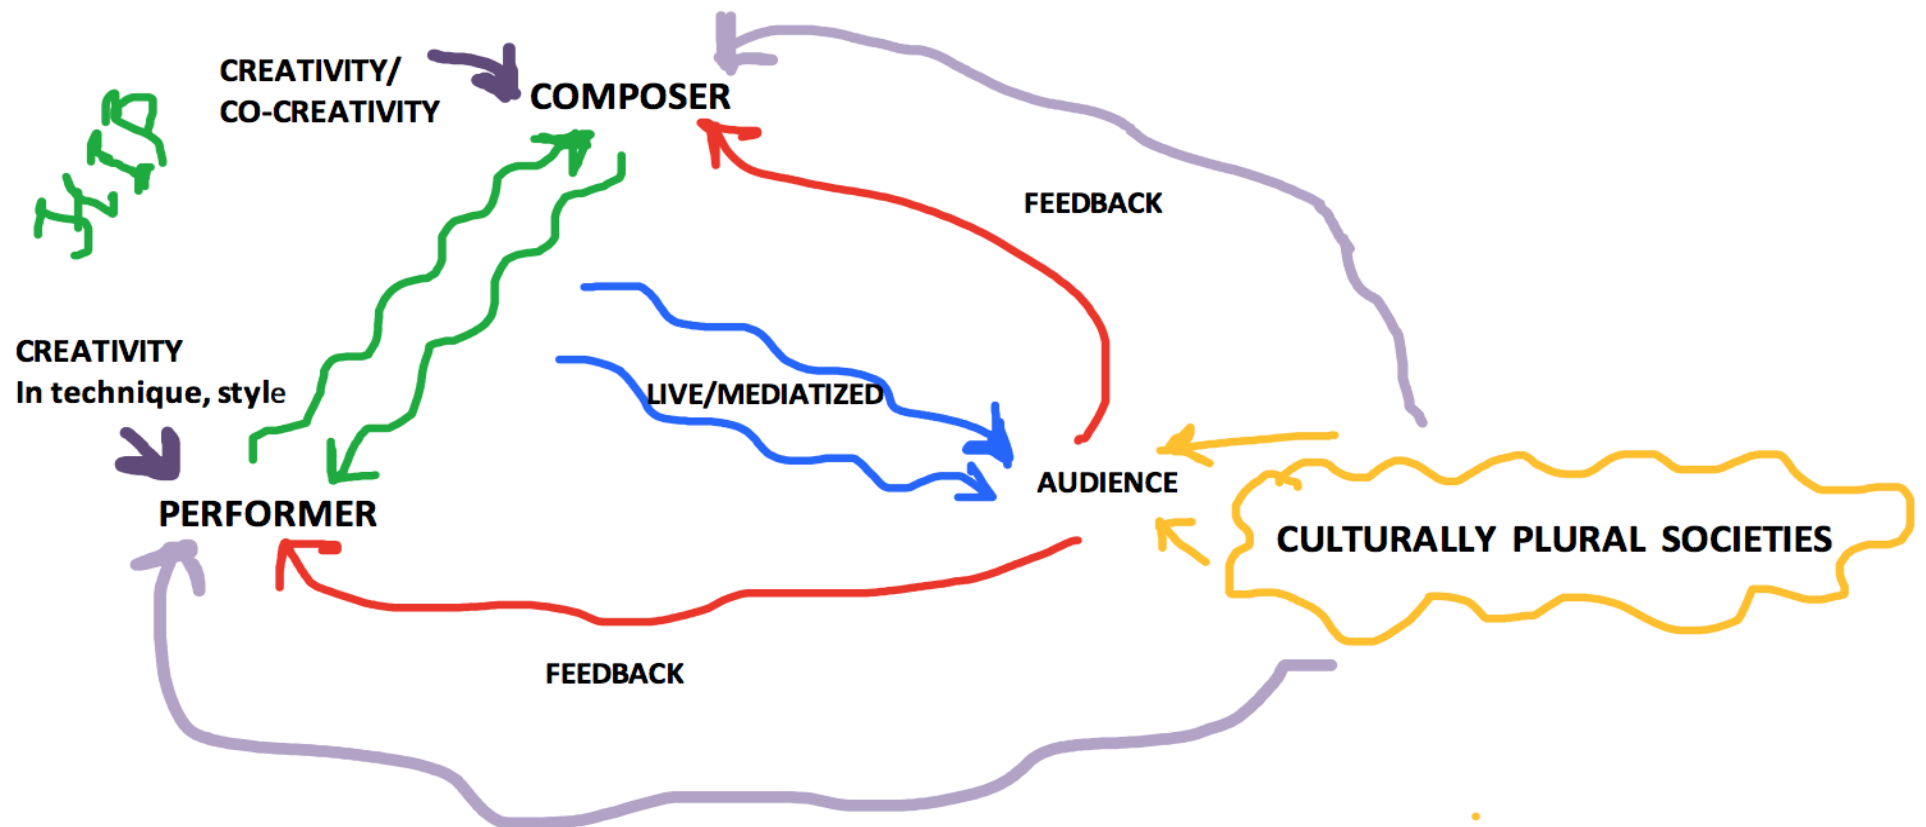 CREATIVITY/
CO-CREATIVITY
COMPOSER
FEEDBACK
CREATIVITY
In technique, style
LIVE/MEDIATIZED
AUDIENCE
PERFORMER
CULTURALLY PLURAL SOCIETIES
FEEDBACK